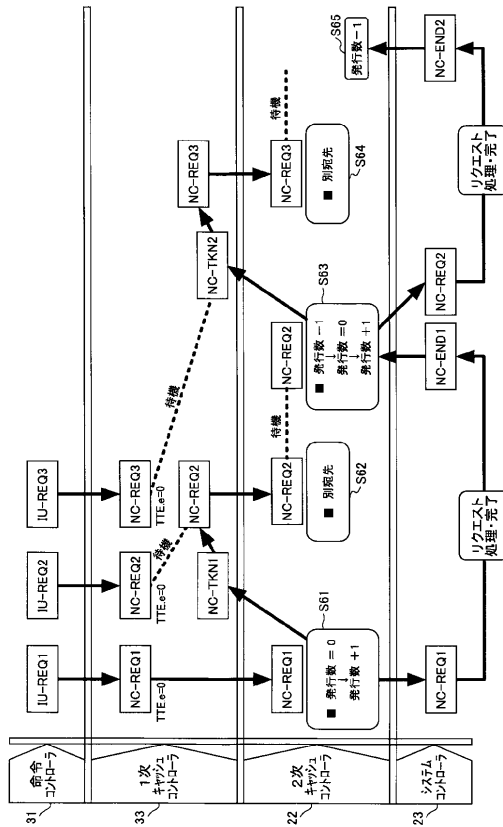 31
命令
コントローラ
IU-REQ1
IU-REQ2
IU-REQ3
33
1次
キャッシュ
コントローラ
NC-REQ1
TTE.e=0
NC-REQ2
TTE.e=0
待機
NC-REQ3
TTE.e=0
待機
NC-TKN1
NC-REQ2
NC-TKN2
NC-REQ3
22
2次
キャッシュ
コントローラ
NC-REQ1
S61
■ 発行数=0
↓
発行数+1
NC-REQ2
■ 別宛先
S62
待機
NC-REQ2
S63
■ 発行数-1
↓
発行数=0
↓
発行数+1
NC-REQ3
■ 別宛先
S64
待機
S65
発行数-1
23
システム
コントローラ
NC-REQ1
リクエスト
処理・完了
NC-END1
NC-REQ2
リクエスト
処理・完了
NC-END2